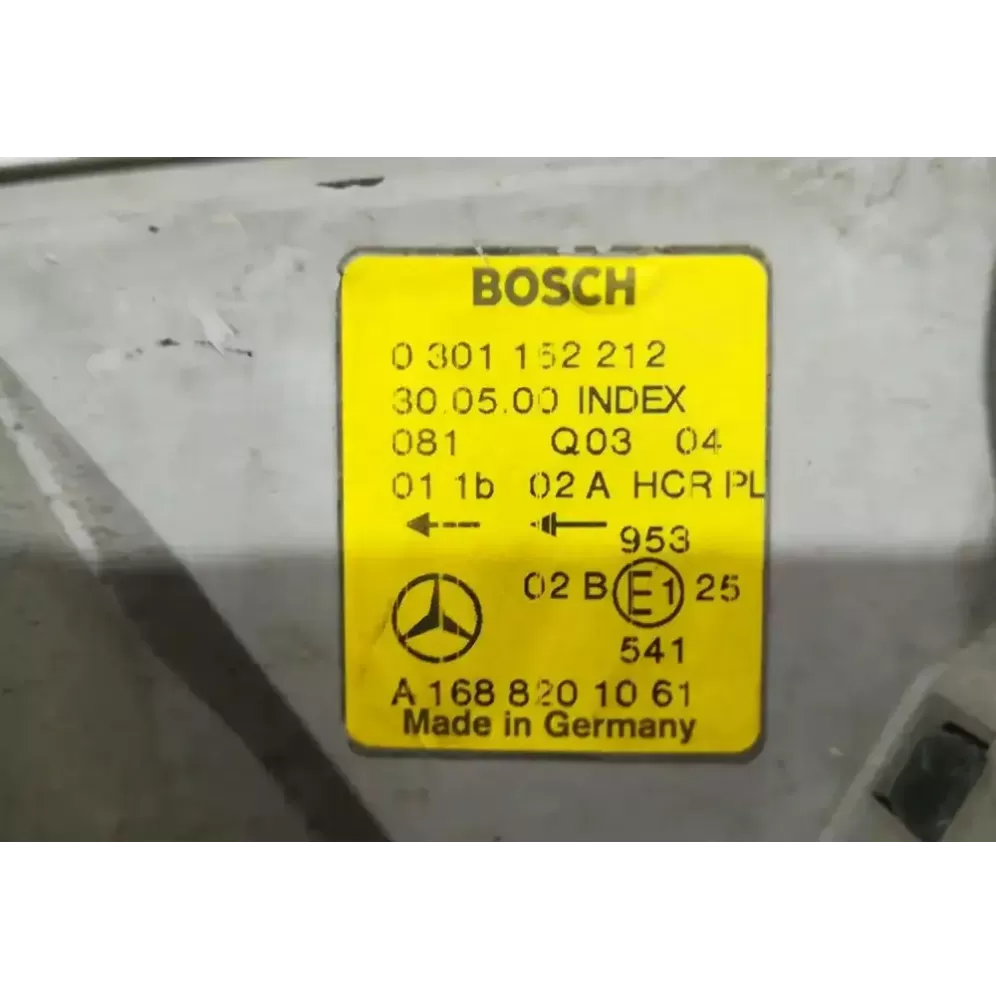 BOSCH
0 301 152 212
30.05.00 INDEX
081 Q03 04
01 1b 02 A HCR PL
953
02 B E1 25
541
A 168 820 10 61
Made in Germany